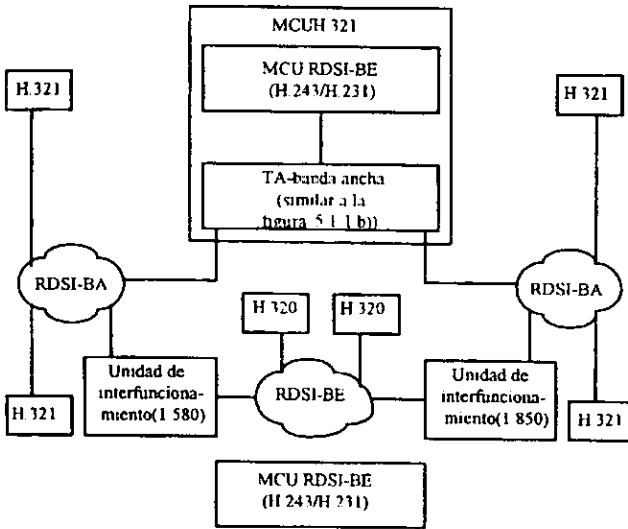 MCUH 321
MCU RDSI-BE
(H.243/H.231)
H.321
H 321
TA-banda ancha
(similar a la
figura 5 1-1 b))
RDSI-BA
RDSI-BA
H 320
H 320
RDSI-BE
Unidad de
interfunciona-
miento(1 580)
Unidad de
interfunciona-
miento(1 850)
H.321
H 321
MCU RDSI-BE
(H.243/H.231)